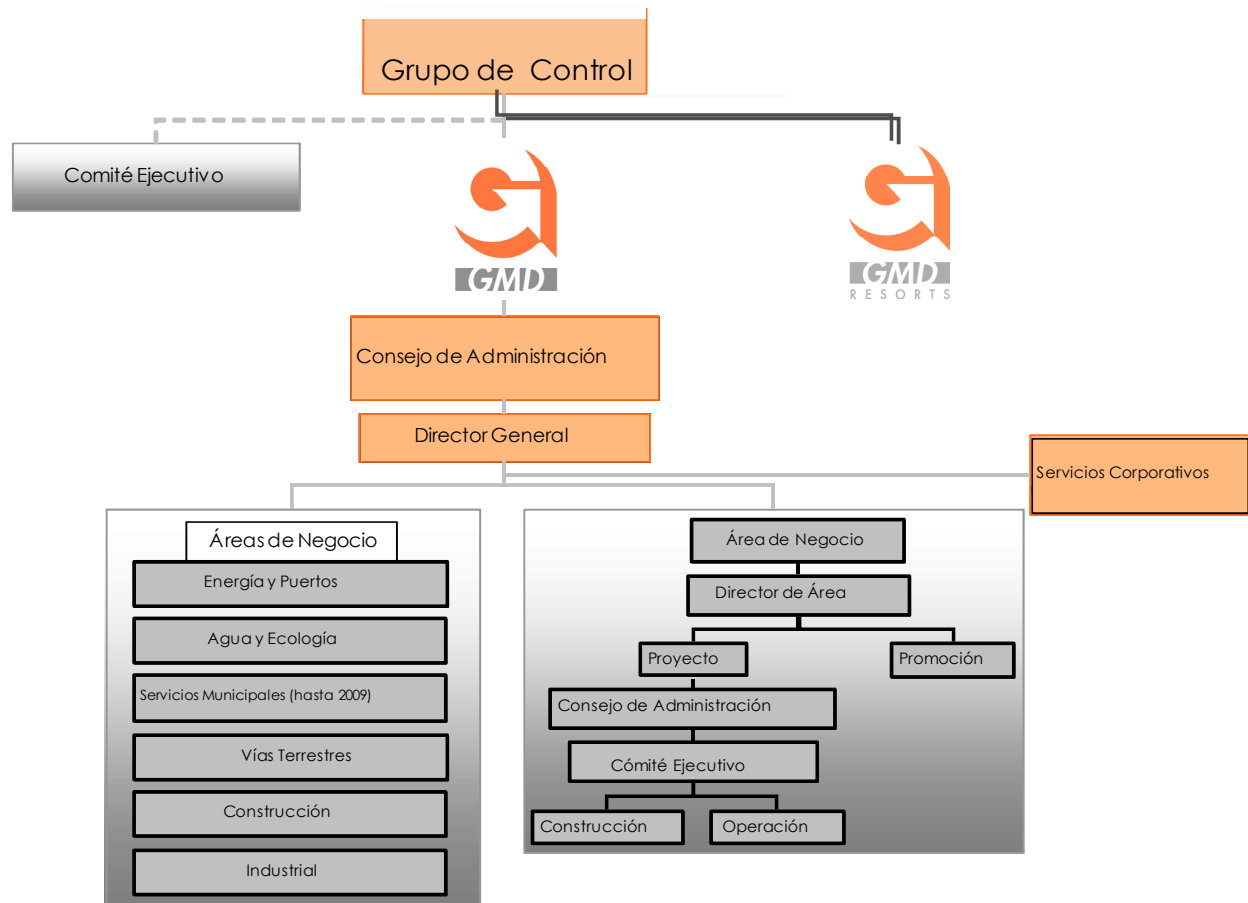 Grupo de Control
Comité Ejecutivo
GMD
GMD
RESORTS
Consejo de Administración
Director General
Servicios Corporativos
Áreas de Negocio
Energía y Puertos
Agua y Ecología
Servicios Municipales (hasta 2009)
Vías Terrestres
Construcción
Industrial
Área de Negocio
Director de Área
Proyecto
Promoción
Consejo de Administración
Cómité Ejecutivo
Construcción
Operación